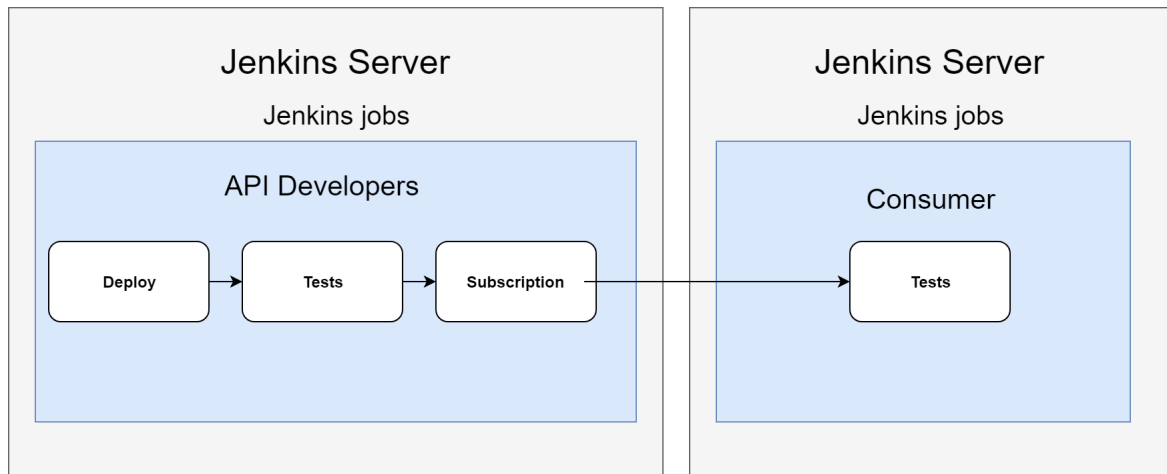 Jenkins Server
Jenkins jobs
API Developers
Deploy
Tests
Subscription
Jenkins Server
Jenkins jobs
Consumer
Tests